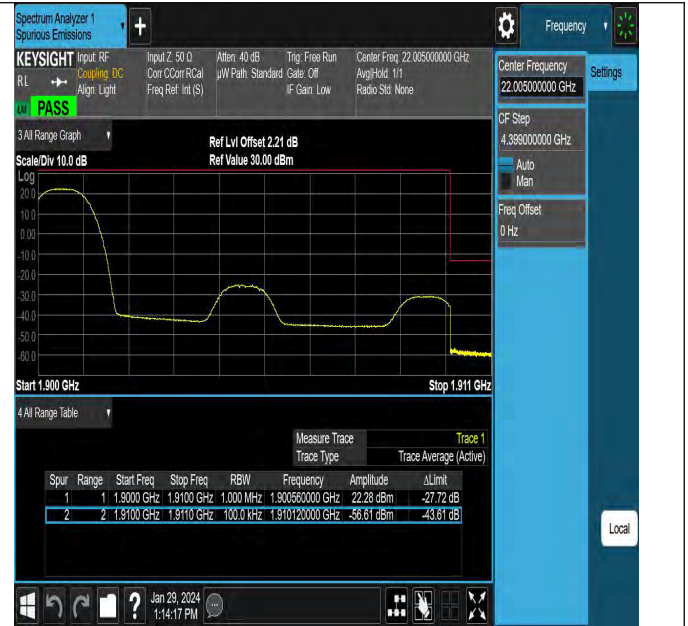 Spectrum Analyzer 1
Spurious Emissions
+
Frequency
KEYSIGHT Input: RF Input Z: 50 Ω Atten: 40 dB Trig: Free Run Center Freq: 22.005000000 GHz
RL Coupling: DC Corr CCorr RCal µW Path: Standard Gate: Off Avg|Hold: 1/1
Align: Light Freq Ref: Int (S) IF Gain: Low Radio Std: None
LW PASS
3 All Range Graph
Ref Lvl Offset 2.21 dB
Scale/Div 10.0 dB Ref Value 30.00 dBm
Log
20.0
10.0
0.00
-10.0
-20.0
-30.0
-40.0
-50.0
-60.0
Start 1.900 GHz Stop 1.911 GHz
4 All Range Table
Measure Trace Trace 1
Trace Type Trace Average (Active)
Spur Range Start Freq Stop Freq RBW Frequency Amplitude ΔLimit
1 1 1.9000 GHz 1.9100 GHz 1.000 MHz 1.900560000 GHz 22.28 dBm -27.72 dB
2 2 1.9100 GHz 1.9110 GHz 100.0 kHz 1.910120000 GHz -56.61 dBm -43.61 dB
?
Jan 29, 2024
1:14:17 PM
Center Frequency
22.005000000 GHz
Settings
CF Step
4.399000000 GHz
Auto
Man
Freq Offset
0 Hz
Local